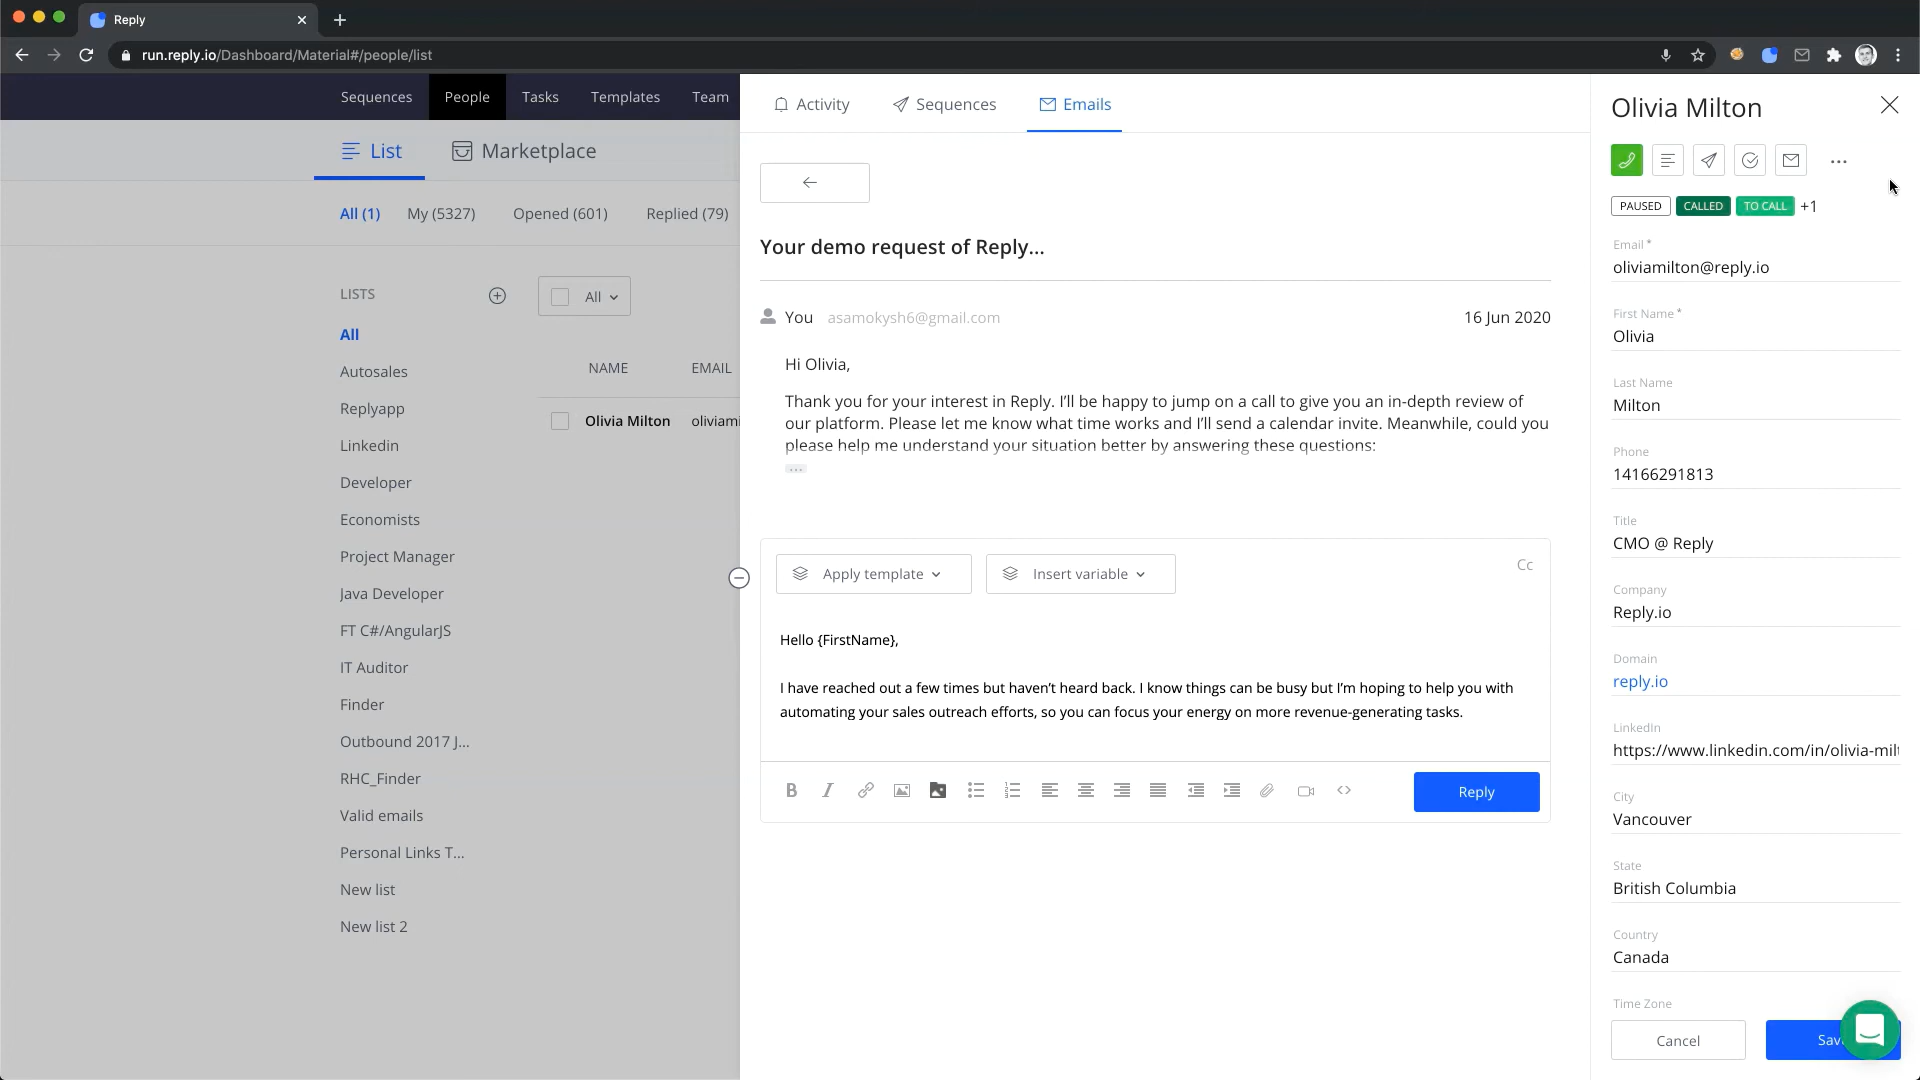 Reply
run.reply.io/Dashboard/Material#/people/list
Sequences People Tasks Templates Team
List Marketplace
All (1) My (5327) Opened (601) Replied (79)
LISTS
All
Autosales
Replyapp
Linkedin
Developer
Economists
Project Manager
Java Developer
FT C#/AngularJS
IT Auditor
Finder
Outbound 2017 J...
RHC_Finder
Valid emails
Personal Links T...
New list
New list 2
All
NAME EMAIL
Olivia Milton oliviami
Activity Sequences Emails
Your demo request of Reply...
You asamokysh6@gmail.com 16 Jun 2020
Hi Olivia,
Thank you for your interest in Reply. I’ll be happy to jump on a call to give you an in-depth review of
our platform. Please let me know what time works and I’ll send a calendar invite. Meanwhile, could you
please help me understand your situation better by answering these questions:
...
Apply template Insert variable Cc
Hello {FirstName},
I have reached out a few times but haven’t heard back. I know things can be busy but I’m hoping to help you with
automating your sales outreach efforts, so you can focus your energy on more revenue-generating tasks.
B I Reply
Olivia Milton
PAUSED CALLED TO CALL +1
Email *
oliviamilton@reply.io
First Name *
Olivia
Last Name
Milton
Phone
14166291813
Title
CMO @ Reply
Company
Reply.io
Domain
reply.io
LinkedIn
https://www.linkedin.com/in/olivia-milt
City
Vancouver
State
British Columbia
Country
Canada
Time Zone
Cancel Sav